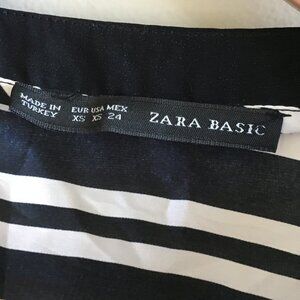 MADE IN
TURKEY
EUR USA MEX
XS XS 24
ZARA BASIC